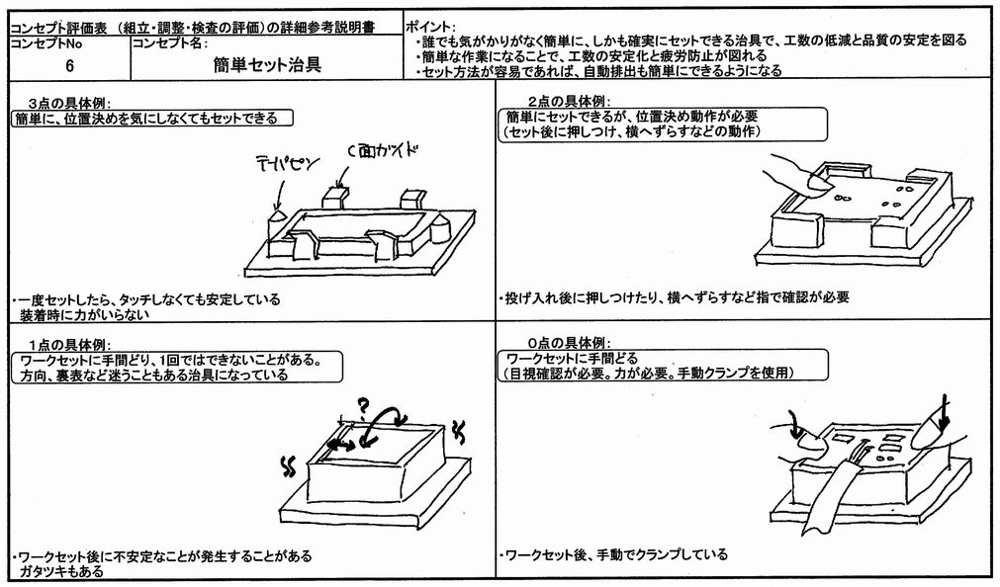 コンセプト評価表 （組立・調整・検査の評価）の詳細参考説明書
コンセプトNo
コンセプト名：
6
簡単セット治具
ポイント：
・誰でも気がかりがなく簡単に、しかも確実にセットできる治具で、工数の低減と品質の安定を図る
・簡単な作業になることで、工数の安定化と疲労防止が図れる
・セット方法が容易であれば、自動排出も簡単にできるようになる
3点の具体例：
簡単に、位置決めを気にしなくてもセットできる
テーパピン
C面ガイド
・一度セットしたら、タッチしなくても安定している
装着時に力がいらない
2点の具体例：
簡単にセットできるが、位置決め動作が必要
（セット後に押しつけ、横へずらすなどの動作）
・投げ入れ後に押しつけたり、横へずらすなど指で確認が必要
1点の具体例：
ワークセットに手間どり、1回ではできないことがある。
方向、裏表など迷うこともある治具になっている
?
・ワークセット後に不安定なことが発生することがある
ガタツキもある
0点の具体例：
ワークセットに手間どる
（目視確認が必要。力が必要。手動クランプを使用）
・ワークセット後、手動でクランプしている